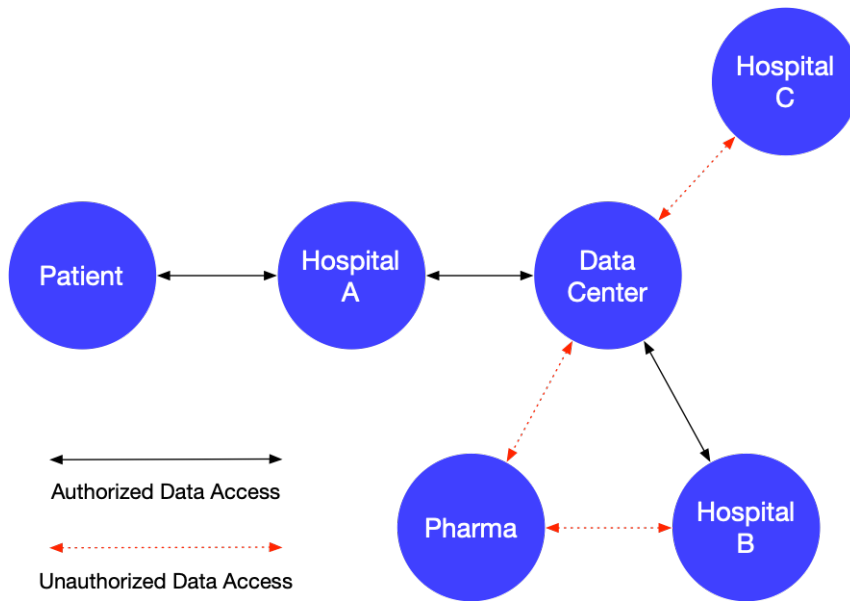 Hospital
C
Patient
Hospital
A
Data
Center
Authorized Data Access
Pharma
Hospital
B
Unauthorized Data Access